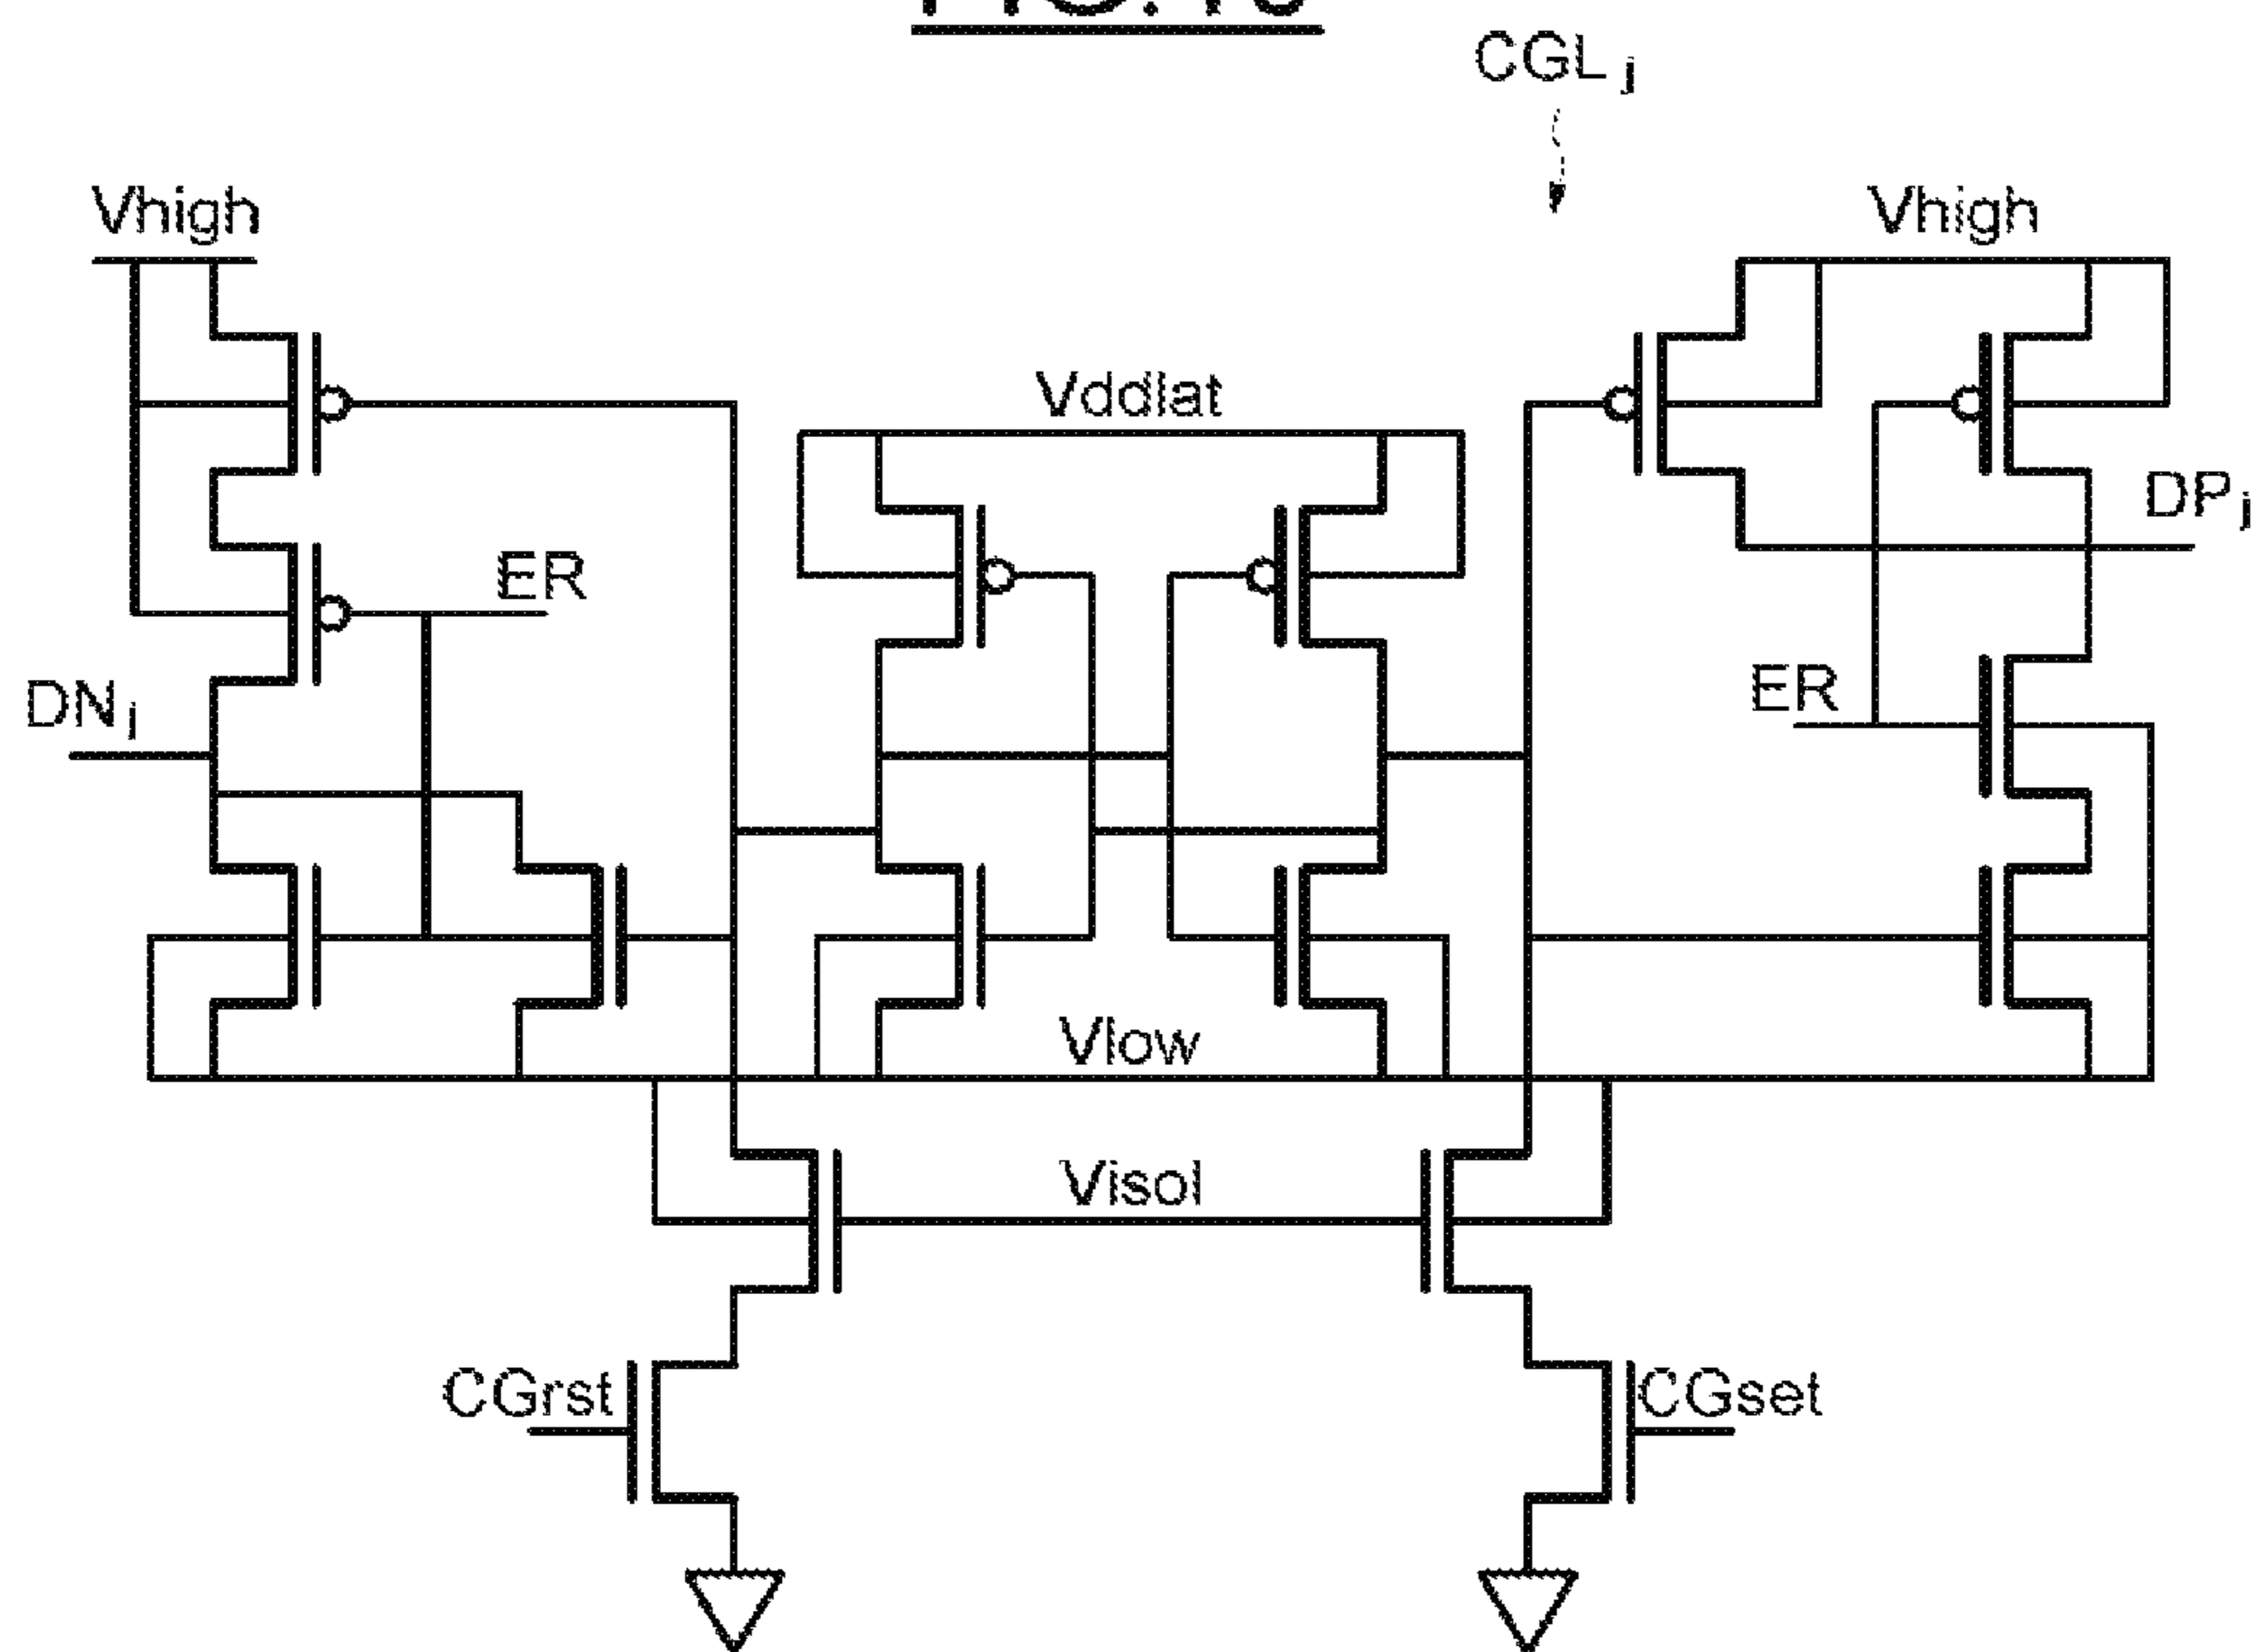 CGL j
Vhigh
Vhigh
Vddlat
DP j
ER
ER
DN j
Vlow
Visol
CGrst
CGset